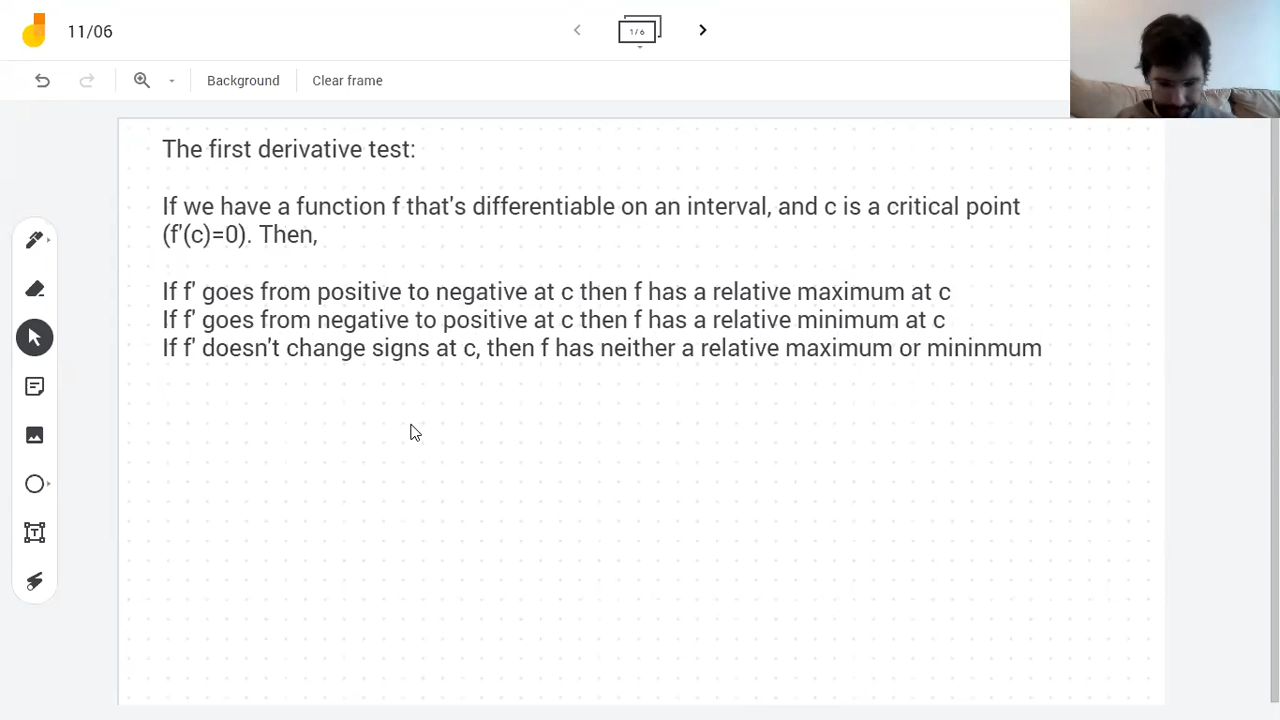 11/06
1/6
Background
Clear frame
The first derivative test:
If we have a function f that's differentiable on an interval, and c is a critical point
(f'(c)=0). Then,
If f' goes from positive to negative at c then f has a relative maximum at c
If f' goes from negative to positive at c then f has a relative minimum at c
If f' doesn't change signs at c, then f has neither a relative maximum or mininmum
T